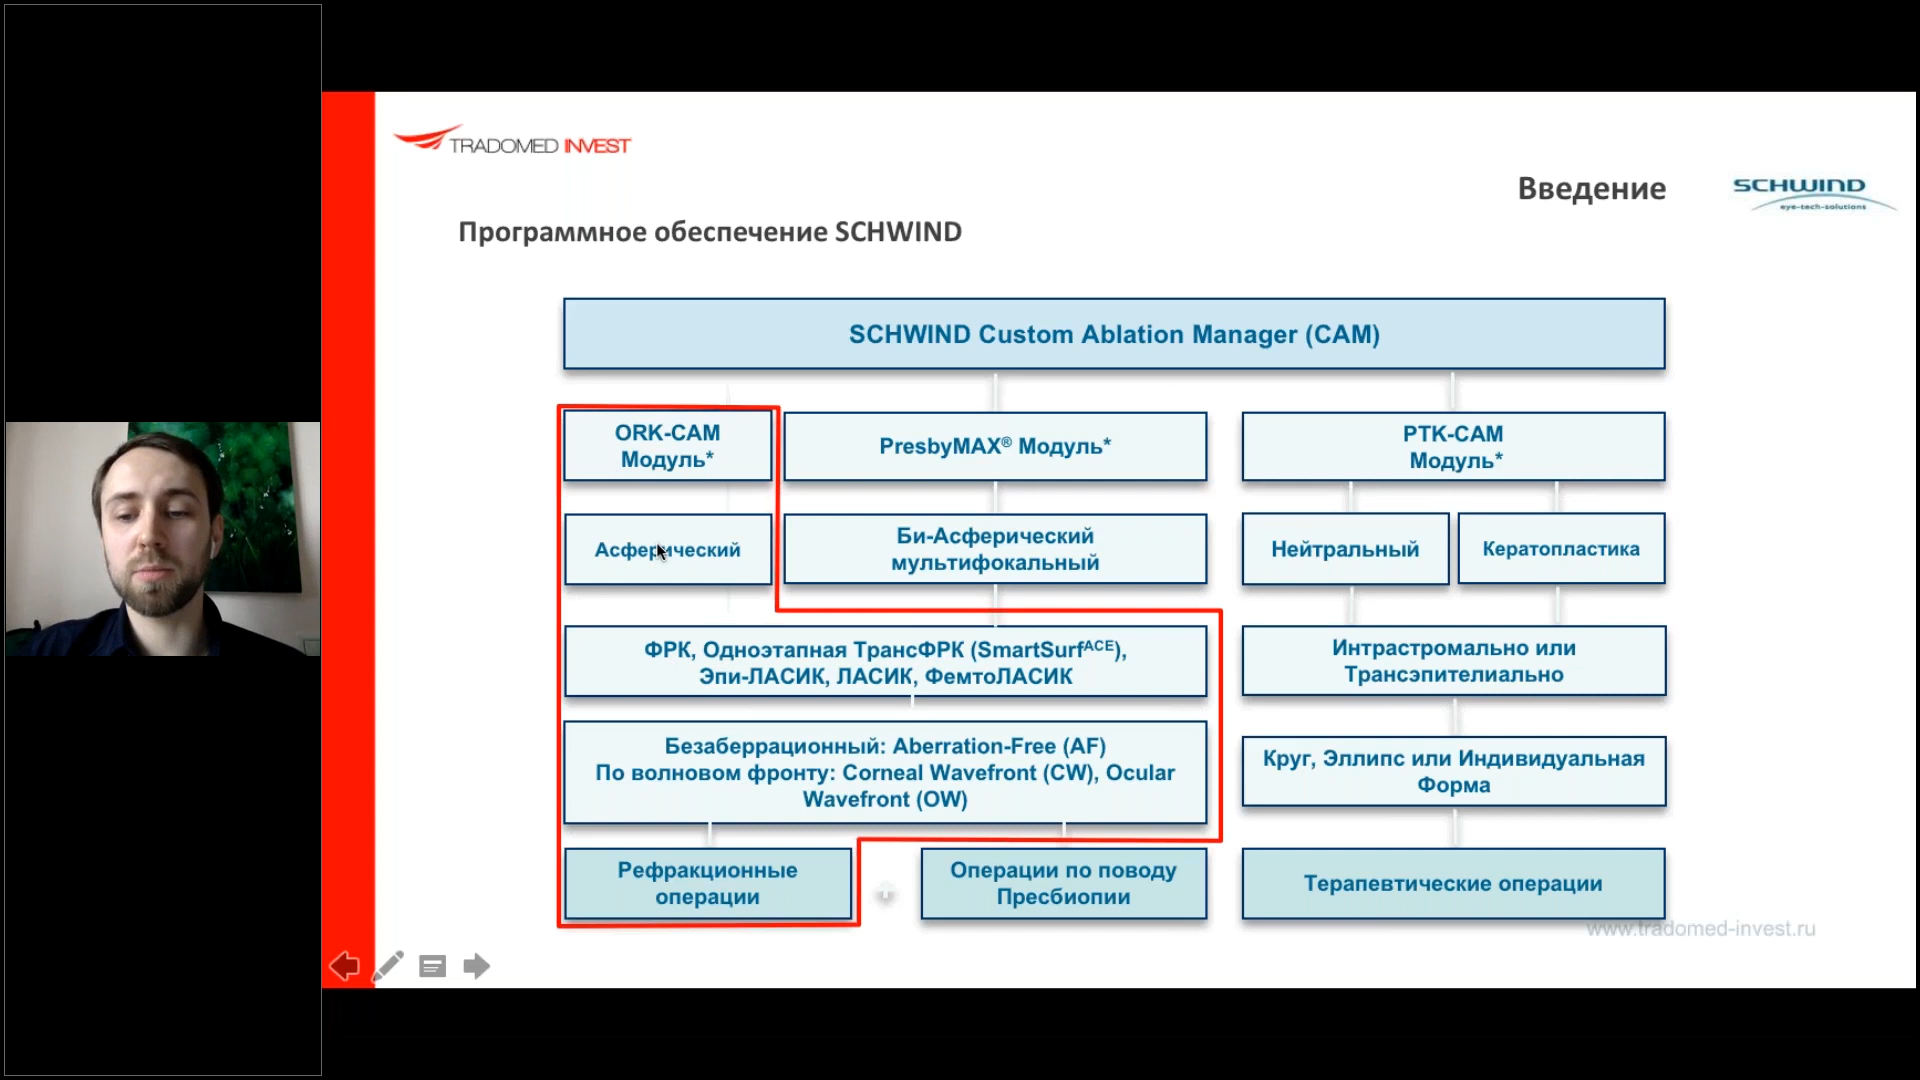 TRADOMED INVEST
Введение
SCHWIND
eye-tech-solutions
Программное обеспечение SCHWIND
SCHWIND Custom Ablation Manager (CAM)
ORK-CAM
Модуль*
PresbyMAX® Модуль*
PTK-CAM
Модуль*
Асферический
Би-Асферический
мультифокальный
Нейтральный
Кератопластика
ФРК, Одноэтапная ТрансФРК (SmartSurfACE),
Эпи-ЛАСИК, ЛАСИК, ФемтоЛАСИК
Интрастромально или
Трансэпителиально
Безаберрационный: Aberration-Free (AF)
По волновом фронту: Corneal Wavefront (CW), Ocular
Wavefront (OW)
Круг, Эллипс или Индивидуальная
Форма
Рефракционные
операции
Операции по поводу
Пресбиопии
Терапевтические операции
www.tradomed-invest.ru